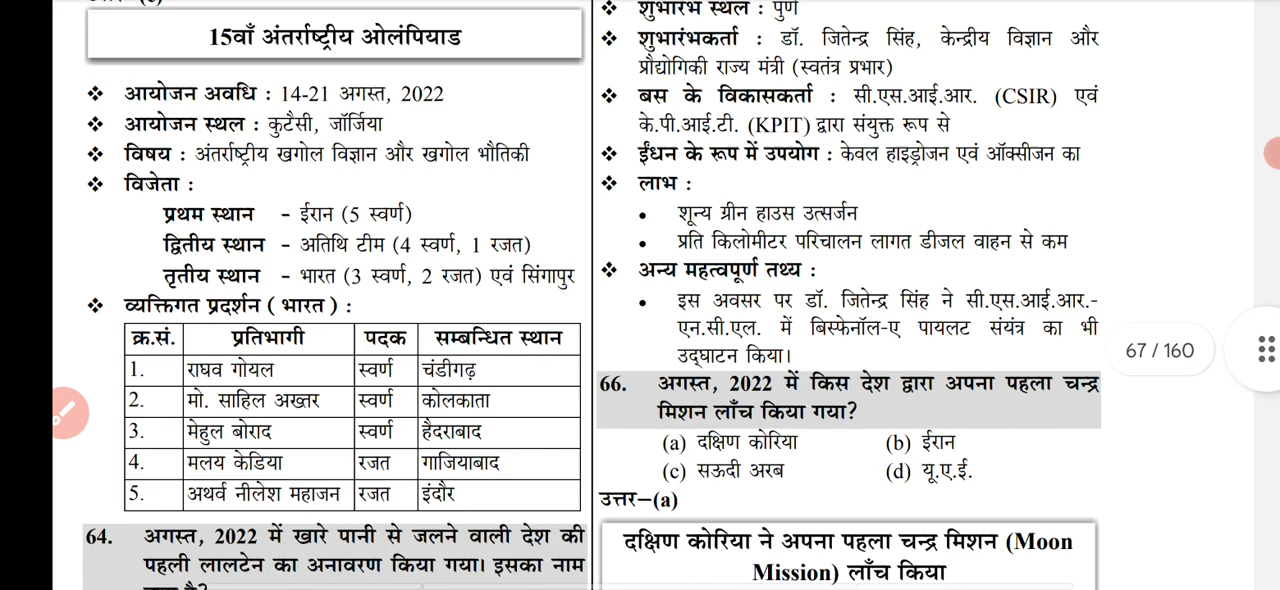 15वाँ अंतर्राष्ट्रीय ओलंपियाड
❖ आयोजन अवधि : 14-21 अगस्त, 2022
❖ आयोजन स्थल : कुटैसी, जॉर्जिया
❖ विषय : अंतर्राष्ट्रीय खगोल विज्ञान और खगोल भौतिकी
❖ विजेता :
प्रथम स्थान - ईरान (5 स्वर्ण)
द्वितीय स्थान - अतिथि टीम (4 स्वर्ण, 1 रजत)
तृतीय स्थान - भारत (3 स्वर्ण, 2 रजत) एवं सिंगापुर
❖ व्यक्तिगत प्रदर्शन ( भारत ) :
क्र.सं. प्रतिभागी पदक सम्बन्धित स्थान
1. राघव गोयल स्वर्ण चंडीगढ़
2. मो. साहिल अख्तर स्वर्ण कोलकाता
3. मेहुल बोराद स्वर्ण हैदराबाद
4. मलय केडिया रजत गाजियाबाद
5. अथर्व नीलेश महाजन रजत इंदौर
64. अगस्त, 2022 में खारे पानी से जलने वाली देश की
पहली लालटेन का अनावरण किया गया। इसका नाम
❖ शुभारंभ स्थल : पुणे
❖ शुभारंभकर्ता : डॉ. जितेन्द्र सिंह, केन्द्रीय विज्ञान और
प्रौद्योगिकी राज्य मंत्री (स्वतंत्र प्रभार)
❖ बस के विकासकर्ता : सी.एस.आई.आर. (CSIR) एवं
के.पी.आई.टी. (KPIT) द्वारा संयुक्त रूप से
❖ ईंधन के रूप में उपयोग : केवल हाइड्रोजन एवं ऑक्सीजन का
❖ लाभ :
• शून्य ग्रीन हाउस उत्सर्जन
• प्रति किलोमीटर परिचालन लागत डीजल वाहन से कम
❖ अन्य महत्वपूर्ण तथ्य :
• इस अवसर पर डॉ. जितेन्द्र सिंह ने सी.एस.आई.आर.-
एन.सी.एल. में बिस्फेनॉल-ए पायलट संयंत्र का भी
उद्घाटन किया।
66. अगस्त, 2022 में किस देश द्वारा अपना पहला चन्द्र
मिशन लाँच किया गया?
(a) दक्षिण कोरिया (b) ईरान
(c) सऊदी अरब (d) यू.ए.ई.
उत्तर–(a)
दक्षिण कोरिया ने अपना पहला चन्द्र मिशन (Moon
Mission) लाँच किया
67 / 160